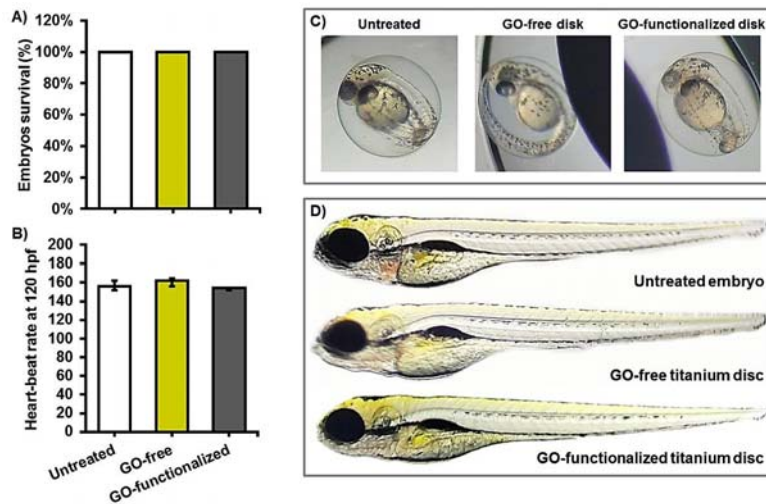 A)
Embryos survival (%)
120%
100%
80%
60%
40%
20%
0%
B)
Heart-beat rate at 120 hpf
200
180
160
140
120
100
80
60
40
20
0
Untreated
GO-free
GO-functionalized
C)
Untreated
GO-free disk
GO-functionalized disk
D)
Untreated embryo
GO-free titanium disc
GO-functionalized titanium disc